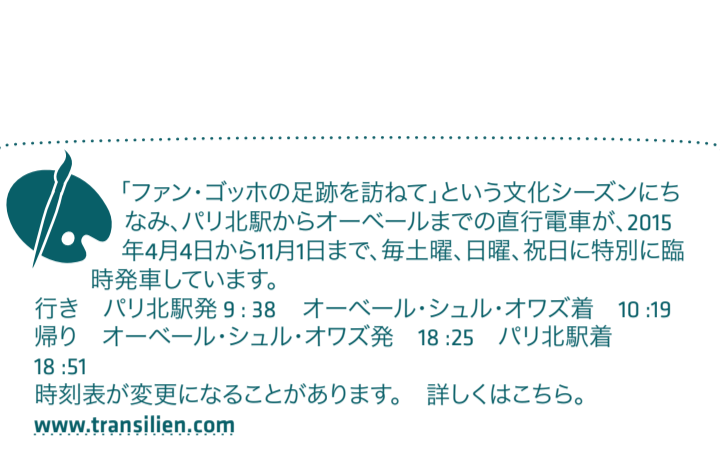 「ファン・ゴッホの足跡を訪ねて」という文化シーズンにち
なみ、パリ北駅からオーベールまでの直行電車が、2015
年4月4日から11月1日まで、毎土曜、日曜、祝日に特別に臨
時発車しています。
行き　パリ北駅発 9 : 38　オーベール・シュル・オワズ着　10 :19
帰り　オーベール・シュル・オワズ発　18 :25　パリ北駅着
18 :51
時刻表が変更になることがあります。　詳しくはこちら。
www.transilien.com